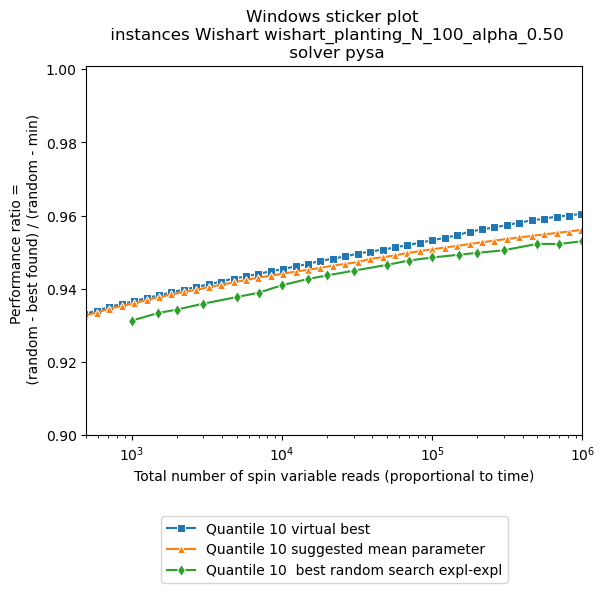 Windows sticker plot
instances Wishart wishart_planting_N_100_alpha_0.50
solver pysa
Performance ratio =
(random - best found) / (random - min)
1.00
0.98
0.96
0.94
0.92
0.90
10³
10⁴
10⁵
10⁶
Total number of spin variable reads (proportional to time)
Quantile 10 virtual best
Quantile 10 suggested mean parameter
Quantile 10  best random search expl-expl